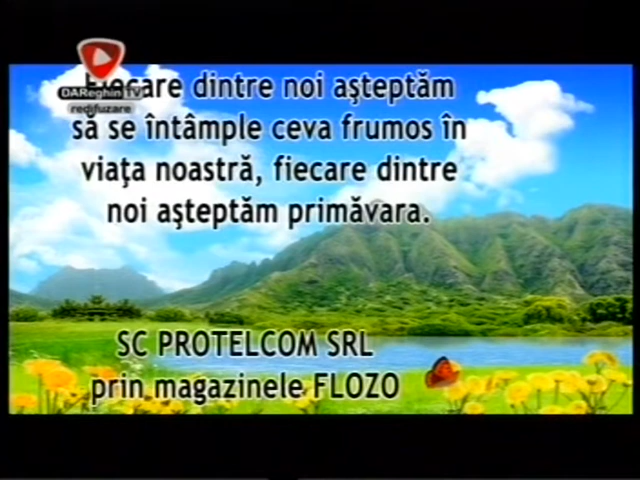 DAReghin TV
redifuzare
Fiecare dintre noi aşteptăm
să se întâmple ceva frumos în
viaţa noastră, fiecare dintre
noi aşteptăm primăvara.
SC PROTELCOM SRL
prin magazinele FLOZO